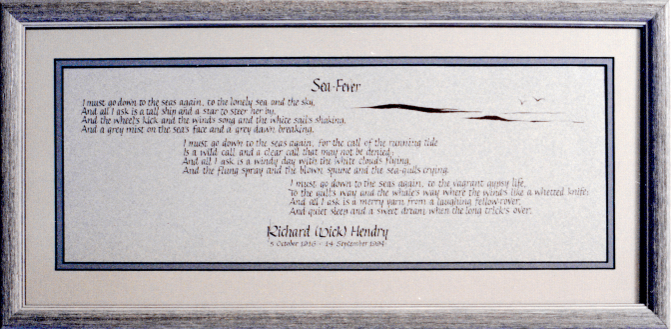 Sea-Fever
I must go down to the seas again, to the lonely sea and the sky,
And all I ask is a tall ship and a star to steer her by,
And the wheel's kick and the wind's song and the white sail's shaking,
And a grey mist on the sea's face and a grey dawn breaking.
I must go down to the seas again, for the call of the running tide
Is a wild call and a clear call that may not be denied;
And all I ask is a windy day with the white clouds flying,
And the flung spray and the blown spume and the sea-gulls crying.
I must go down to the seas again, to the vagrant gypsy life,
To the gull's way and the whale's way where the wind's like a whetted knife;
And all I ask is a merry yarn from a laughing fellow-rover,
And quiet sleep and a sweet dream when the long trick's over.
Richard (Dick) Hendry
5 October - 14 September